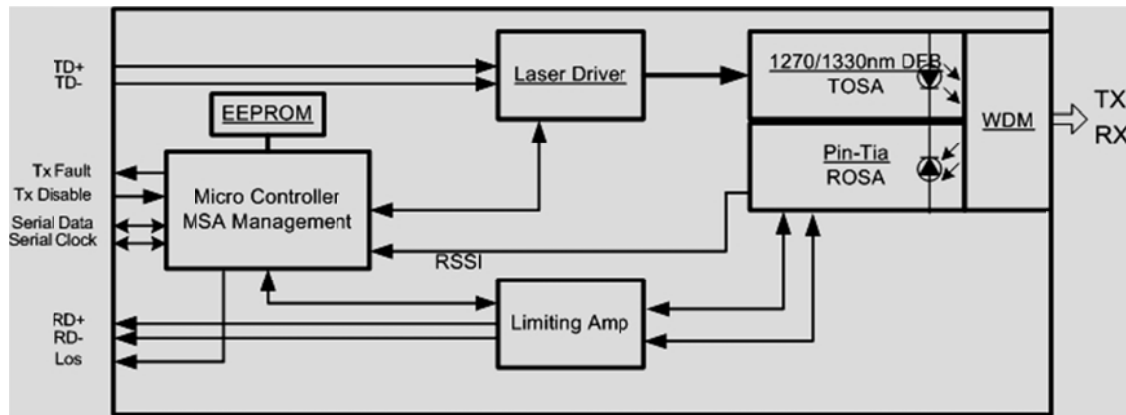 TD+
TD-
EEPROM
Laser Driver
1270/1330nm DFB
TOSA
WDM
TX
RX
Pin-Tia
ROSA
Tx Fault
Tx Disable
Serial Data
Serial Clock
Micro Controller
MSA Management
RSSI
RD+
RD-
Los
Limiting Amp